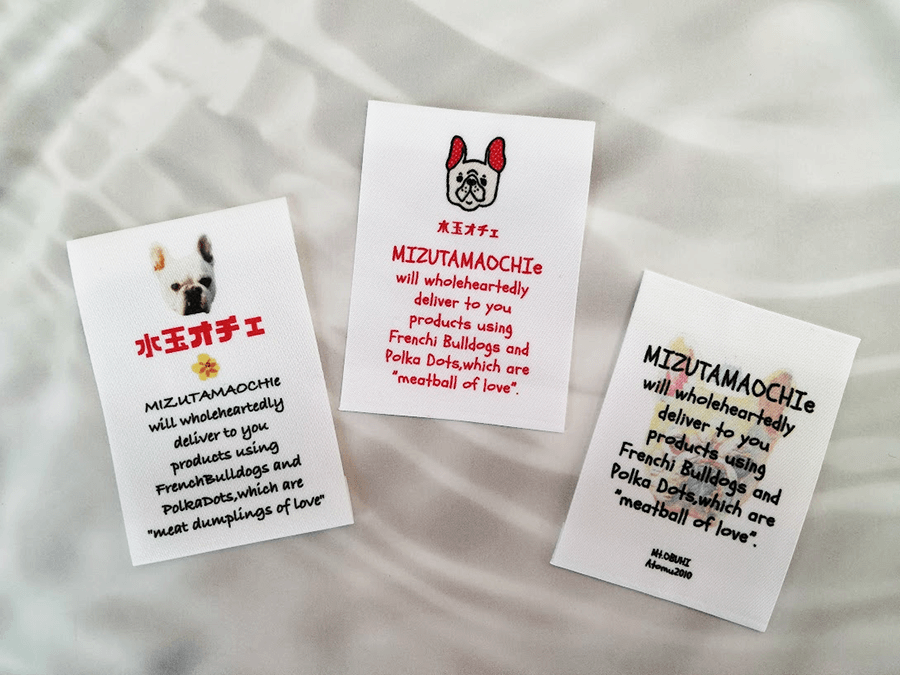 水玉オチェ
MIZUTAMAOCHIe
will wholeheartedly
deliver to you
products using
FrenchBulldogs and
PolkaDots,which are
"meat dumplings of love"
水玉オチェ
MIZUTAMAOCHIe
will wholeheartedly
deliver to you
products using
Frenchi Bulldogs and
Polka Dots,which are
"meatball of love".
MIZUTAMAOCHIe
will wholeheartedly
deliver to you
products using
Frenchi Bulldogs and
Polka Dots,which are
"meatball of love".
Mt.OBUHI
Atomu2010